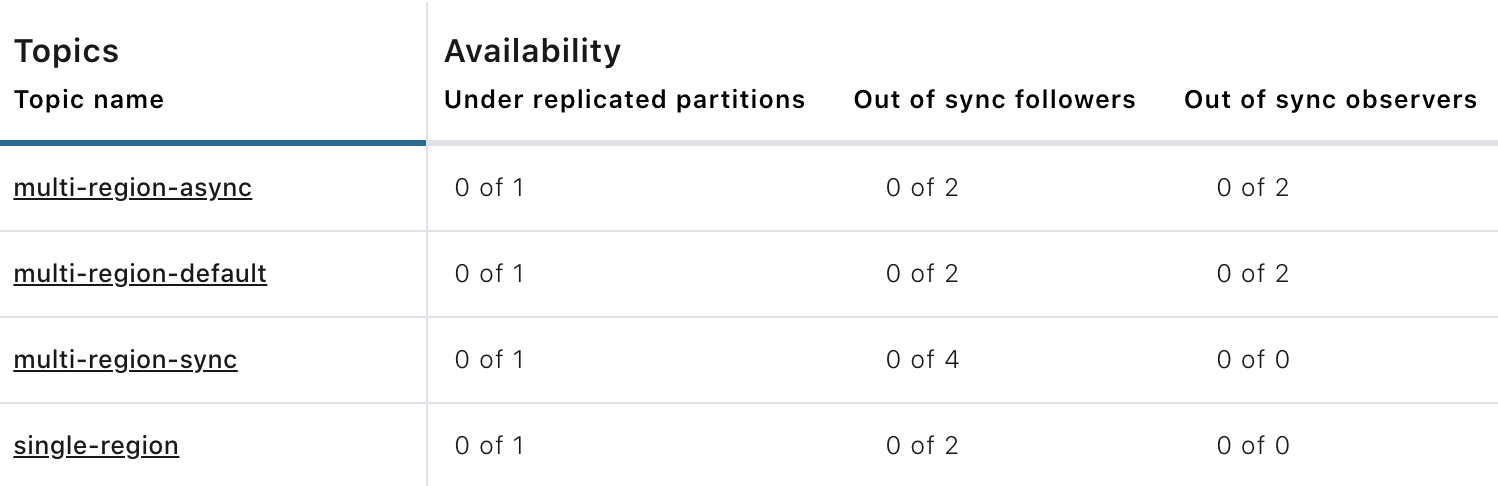 Topics Availability
Topic name Under replicated partitions Out of sync followers Out of sync observers
multi-region-async 0 of 1 0 of 2 0 of 2
multi-region-default 0 of 1 0 of 2 0 of 2
multi-region-sync 0 of 1 0 of 4 0 of 0
single-region 0 of 1 0 of 2 0 of 0